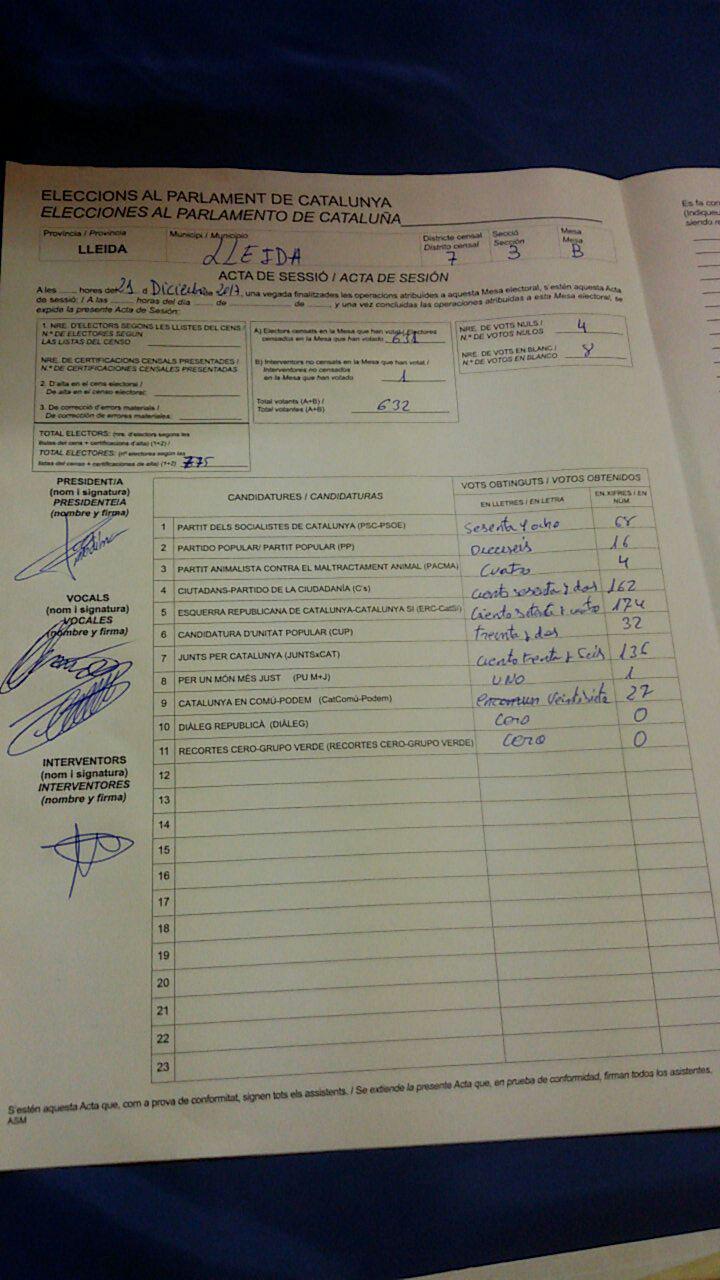 ELECCIONS AL PARLAMENT DE CATALUNYA
ELECCIONES AL PARLAMENTO DE CATALUÑA
Província / Provincia
LLEIDA
Municipi / Municipio
LLEIDA
Districte censal
Distrito censal
7
Secció
Sección
3
Mesa
Mesa
B
ACTA DE SESSIÓ / ACTA DE SESIÓN
A les hores del 21 d Diciembre de 2017, una vegada finalitzades les operacions atribuïdes a aquesta Mesa electoral, s'estén aquesta Acta
de sessió: / A las horas del día de de , y una vez concluidas las operaciones atribuidas a esta Mesa electoral, se
expide la presente Acta de Sesión:
1. NRE. D'ELECTORS SEGONS LES LLISTES DEL CENS /
N.º DE ELECTORES SEGÚN
LAS LISTAS DEL CENSO
NRE. DE CERTIFICACIONS CENSALS PRESENTADES /
N.º DE CERTIFICACIONES CENSALES PRESENTADAS
2. D'alta en el cens electoral /
De alta en el censo electoral:
3. De correcció d'errors materials /
De corrección de errores materiales:
TOTAL ELECTORS: (nre. d'electors segons les
llistes del cens + certificacions d'alta) (1+2) /
TOTAL ELECTORES: (nº electores según las
listas del censo + certificaciones de alta) (1+2) 775
A) Electors censats en la Mesa que han votat / Electores
censados en la Mesa que han votado 631
B) Interventors no censats en la Mesa que han votat /
Interventores no censados
en la Mesa que han votado 1
Total votants (A+B) /
Total votantes (A+B) 632
NRE. DE VOTS NULS / 4
N.º DE VOTOS NULOS
NRE. DE VOTS EN BLANC / 8
N.º DE VOTOS EN BLANCO
PRESIDENT/A
(nom i signatura)
PRESIDENTE/A
(nombre y firma)
VOCALS
(nom i signatura)
VOCALES
(nombre y firma)
INTERVENTORS
(nom i signatura)
INTERVENTORES
(nombre y firma)
CANDIDATURES / CANDIDATURAS
VOTS OBTINGUTS / VOTOS OBTENIDOS
EN LLETRES / EN LETRA
EN XIFRES / EN NÚM.
1 PARTIT DELS SOCIALISTES DE CATALUNYA (PSC-PSOE) Sesenta y ocho 68
2 PARTIDO POPULAR/ PARTIT POPULAR (PP) Dieciseis 16
3 PARTIT ANIMALISTA CONTRA EL MALTRACTAMENT ANIMAL (PACMA) Cuatro 4
4 CIUTADANS-PARTIDO DE LA CIUDADANÍA (C's) ciento sesenta y dos 162
5 ESQUERRA REPUBLICANA DE CATALUNYA-CATALUNYA SÍ (ERC-CatSí) Ciento setenta y cuatro 174
6 CANDIDATURA D'UNITAT POPULAR (CUP) Treinta y dos 32
7 JUNTS PER CATALUNYA (JUNTSxCAT) Ciento Treinta y Seis 136
8 PER UN MÓN MÉS JUST (PU M+J) UNO 1
9 CATALUNYA EN COMÚ-PODEM (CatComú-Podem) Veintisiete 27
10 DIÀLEG REPUBLICÀ (DIÀLEG) Cero 0
11 RECORTES CERO-GRUPO VERDE (RECORTES CERO-GRUPO VERDE) Cero 0
12
13
14
15
16
17
18
19
20
21
22
23
S'estén aquesta Acta que, com a prova de conformitat, signen tots els assistents. / Se extiende la presente Acta que, en prueba de conformidad, firman todos los asistentes.
ASM
Es fa con
(Indique
siendo re